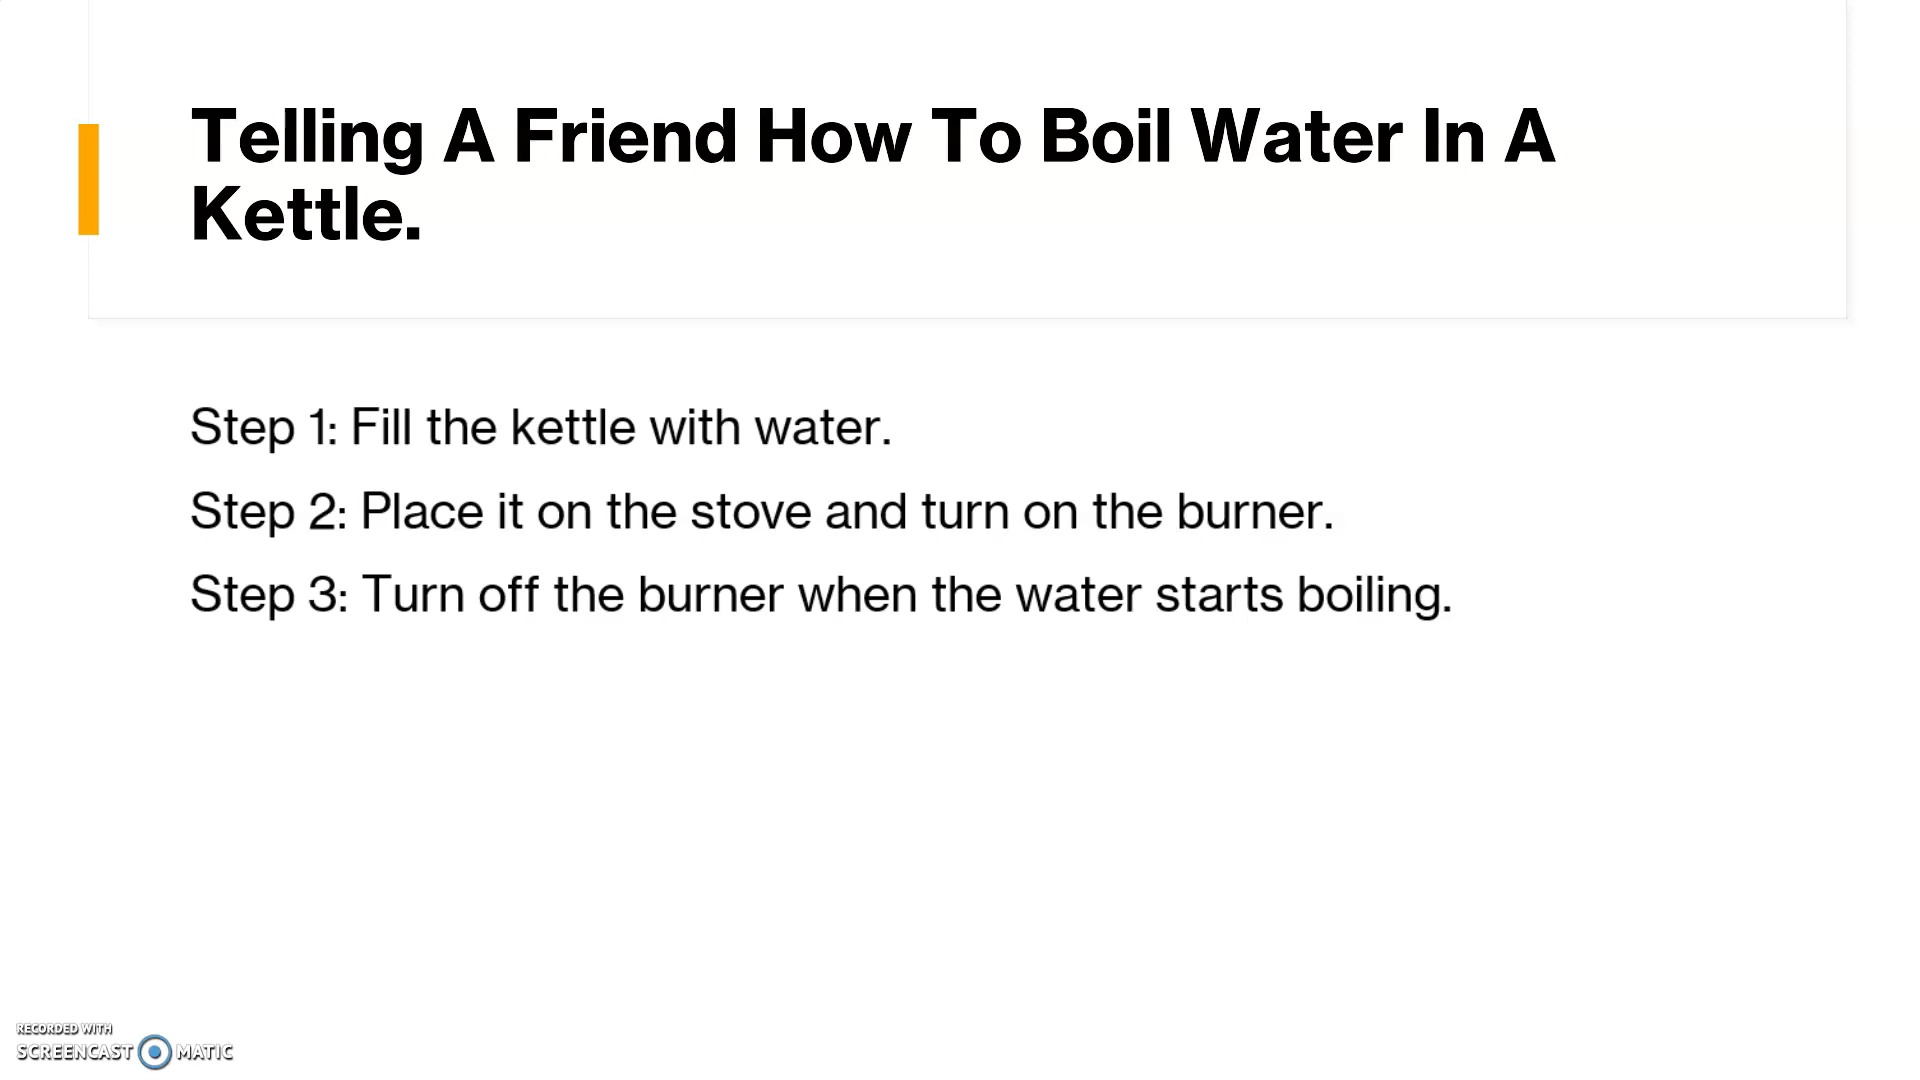 Telling A Friend How To Boil Water In A
Kettle.
Step 1: Fill the kettle with water.
Step 2: Place it on the stove and turn on the burner.
Step 3: Turn off the burner when the water starts boiling.
RECORDED WITH
SCREENCAST MATIC